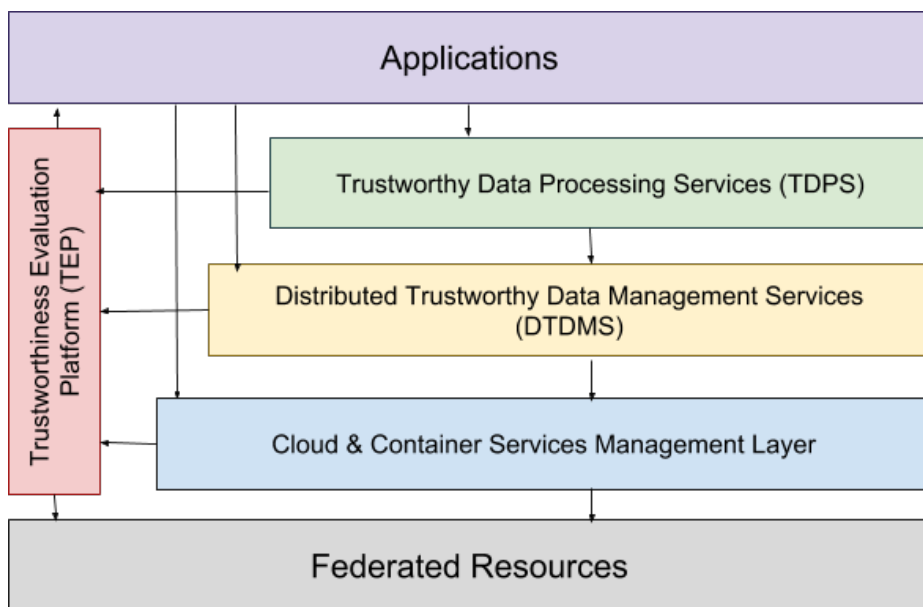 Applications
Trustworthiness Evaluation
Platform (TEP)
Trustworthy Data Processing Services (TDPS)
Distributed Trustworthy Data Management Services
(DTDMS)
Cloud & Container Services Management Layer
Federated Resources